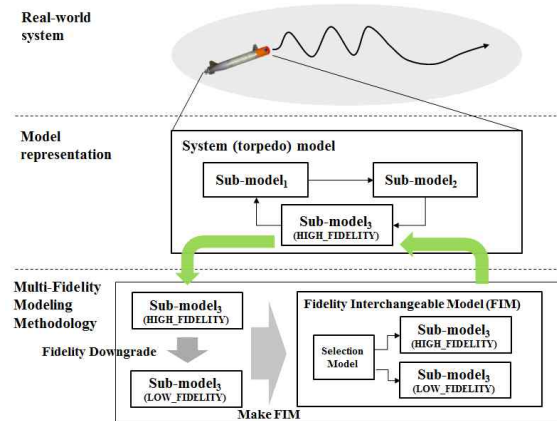 Real-world
system
Model
representation
System (torpedo) model
Sub-model₁
Sub-model₂
Sub-model₃
(HIGH_FIDELITY)
Multi-Fidelity
Modeling
Methodology
Sub-model₃
(HIGH_FIDELITY)
Fidelity Downgrade
Sub-model₃
(LOW_FIDELITY)
Make FIM
Fidelity Interchangeable Model (FIM)
Selection
Model
Sub-model₃
(HIGH_FIDELITY)
Sub-model₃
(LOW_FIDELITY)